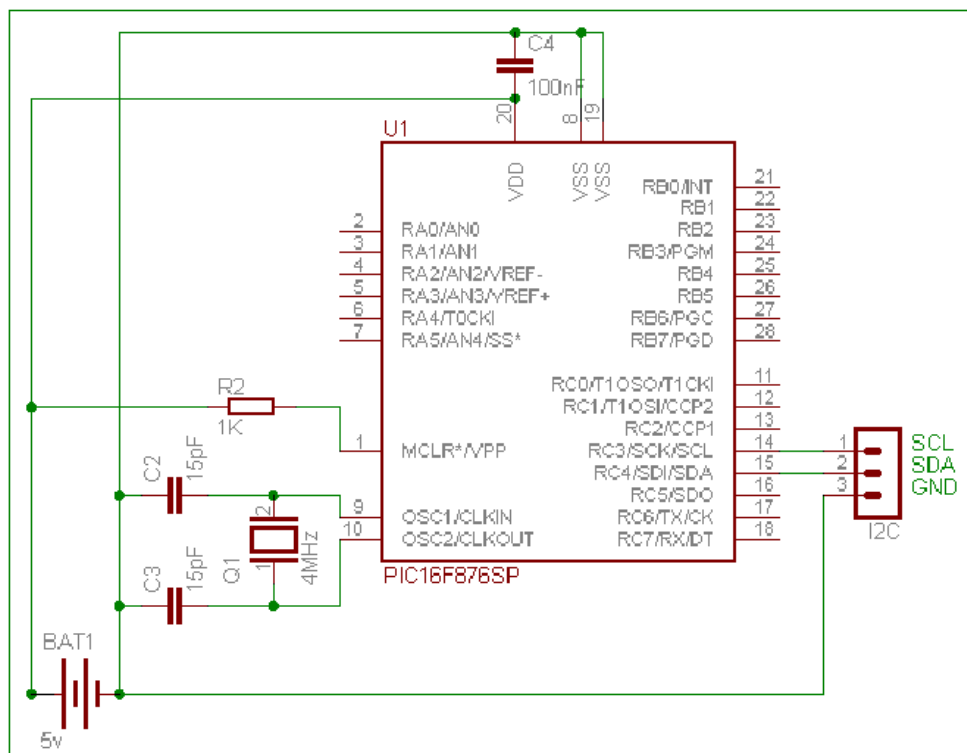 C4
100nF
20
8
19
U1
VDD
VSS
VSS
RB0/INT 21
RB1 22
2 RA0/AN0 RB2 23
3 RA1/AN1 RB3/PGM 24
4 RA2/AN2/VREF- RB4 25
5 RA3/AN3/VREF+ RB5 26
6 RA4/T0CKI RB6/PGC 27
7 RA5/AN4/SS* RB7/PGD 28
RC0/T1OSO/T1CKI 11
R2
1K
RC1/T1OSI/CCP2 12
RC2/CCP1 13
1 MCLR*/VPP RC3/SCK/SCL 14 1 SCL
RC4/SDI/SDA 15 2 SDA
RC5/SDO 16 3 GND
C2
15pF
9 OSC1/CLKIN RC6/TX/CK 17
10 OSC2/CLKOUT RC7/RX/DT 18
I2C
2
1
Q1
4MHz
C3
15pF
PIC16F876SP
BAT1
5v